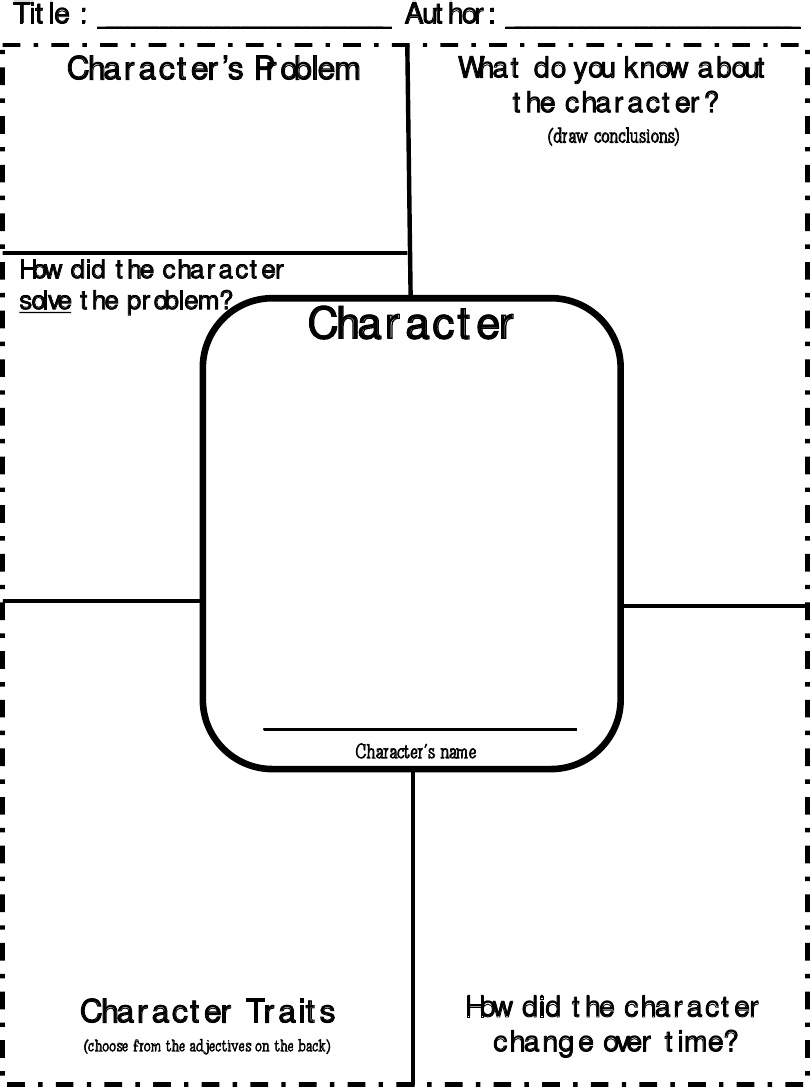 Title : ____________________ Author: ____________________
Character's Problem
What do you know about
the character?
(draw conclusions)
How did the character
solve the problem?
Character
Character's name
Character Traits
(choose from the adjectives on the back)
How did the character
change over time?